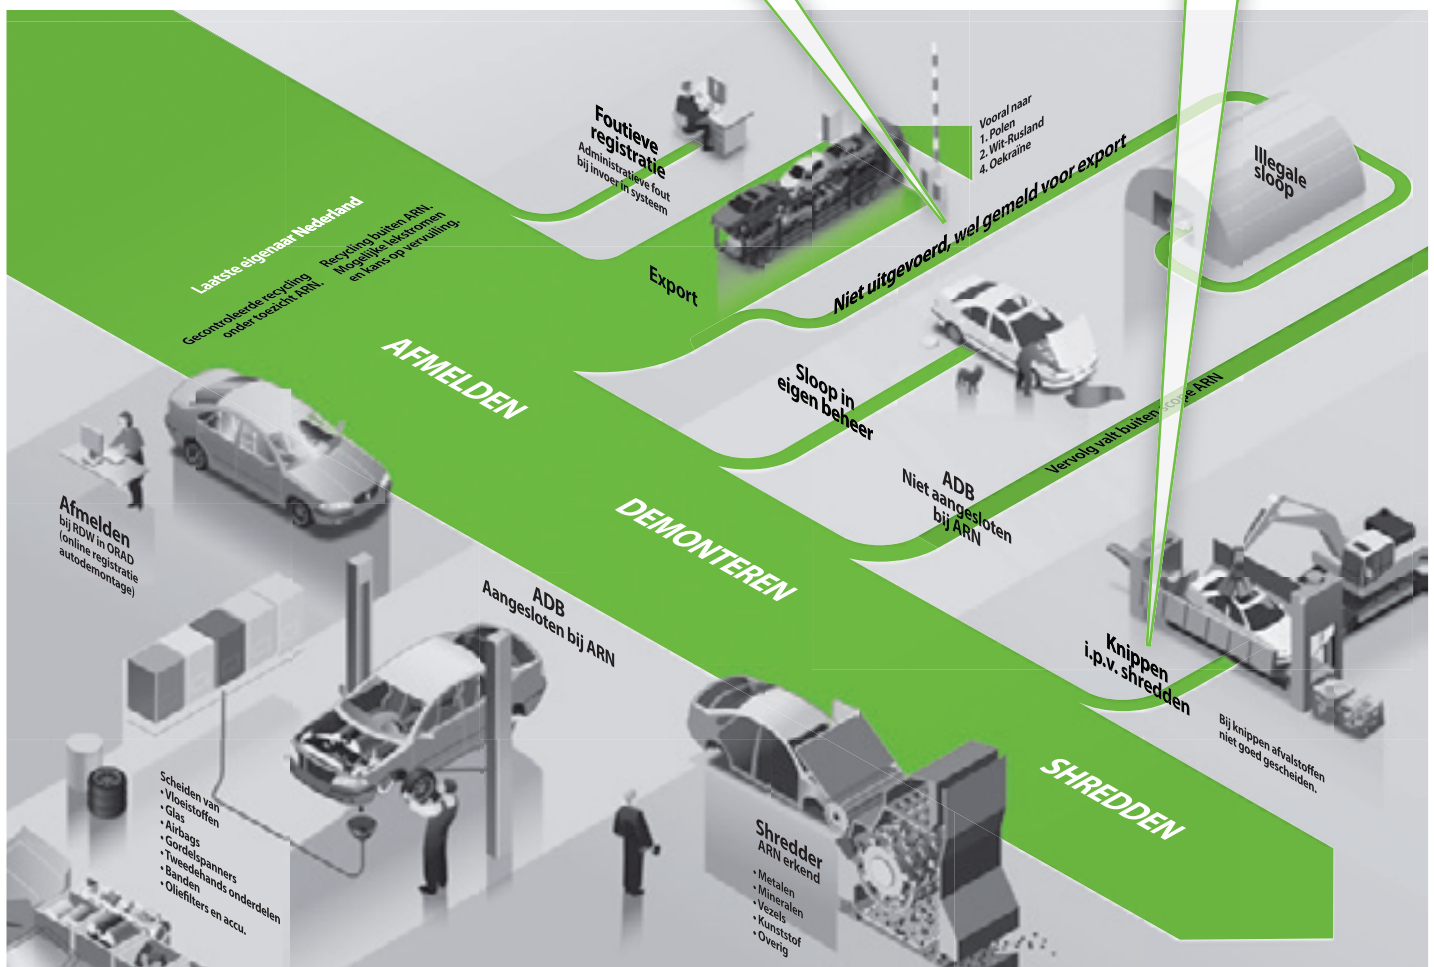 Foutieve
registratie
Administratieve fout
bij invoer in systeem
Vooral naar
1. Polen
2. Wit-Rusland
4. Oekraïne
Illegale
sloop
Laatste eigenaar Nederland
Gecontroleerde recycling
onder toezicht ARN.
Recycling buiten ARN.
Mogelijke lekstromen
en kans op vervuiling.
Export
Niet uitgevoerd, wel gemeld voor export
AFMELDEN
Sloop in
eigen beheer
Vervolg valt buiten scope ARN
ADB
Niet aangesloten
bij ARN
Afmelden
bij RDW in ORAD
(online registratie
autodemontage)
DEMONTEREN
ADB
Aangesloten bij ARN
Knippen
i.p.v. shredden
Bij knippen afvalstoffen
niet goed gescheiden.
SHREDDEN
Scheiden van
• Vloeistoffen
• Glas
• Airbags
• Gordelspanners
• Tweedehands onderdelen
• Banden
• Oliefilters en accu.
Shredder
ARN erkend
• Metalen
• Mineralen
• Vezels
• Kunststof
• Overig